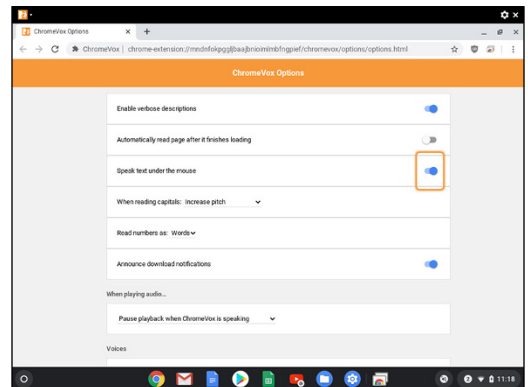 ChromeVox Options
ChromeVox | chrome-extension://mndnfokpggljbaajbnioimlmbfngpief/chromevox/options/options.html
ChromeVox Options
Enable verbose descriptions
Automatically read page after it finishes loading
Speak text under the mouse
When reading capitals: Increase pitch
Read numbers as: Words
Announce download notifications
When playing audio...
Pause playback when ChromeVox is speaking
Voices
2 11:18